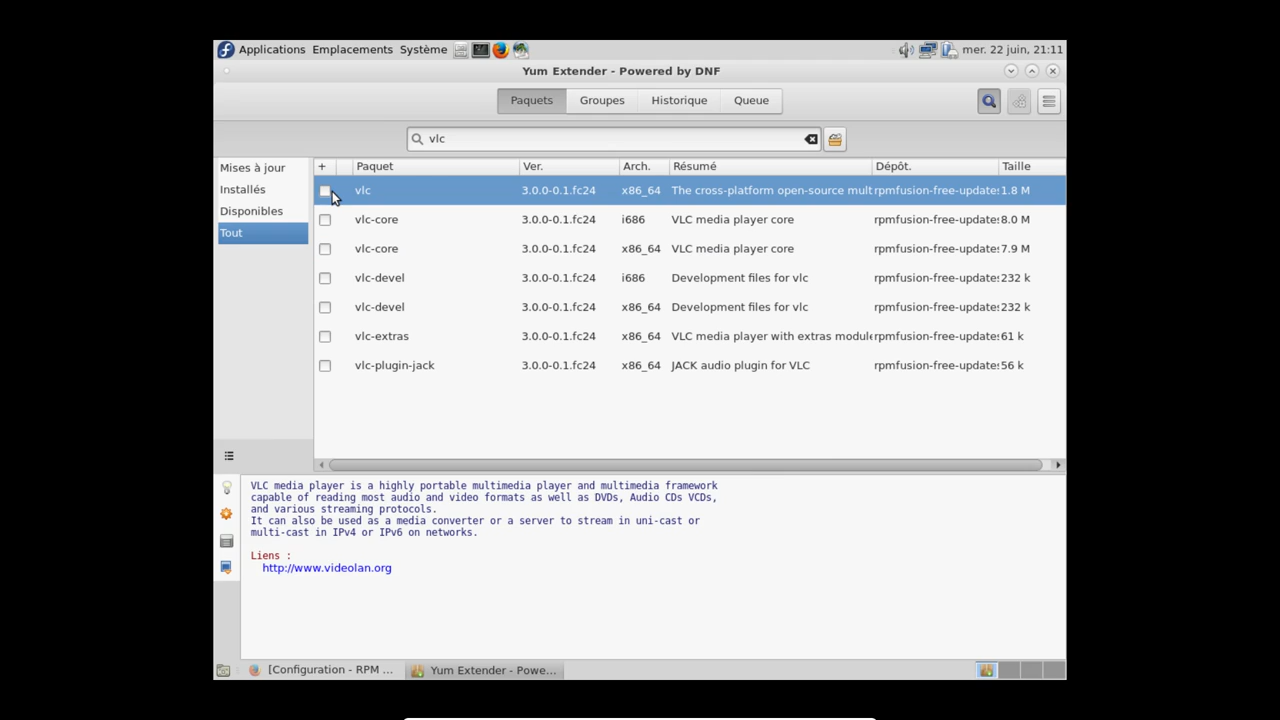 Applications Emplacements Système mer. 22 juin, 21:11
Yum Extender - Powered by DNF
Paquets Groupes Historique Queue
vlc
Mises à jour
Installés
Disponibles
Tout
+ Paquet Ver. Arch. Résumé Dépôt. Taille
vlc 3.0.0-0.1.fc24 x86_64 The cross-platform open-source mult rpmfusion-free-updates 1.8 M
vlc-core 3.0.0-0.1.fc24 i686 VLC media player core rpmfusion-free-updates 8.0 M
vlc-core 3.0.0-0.1.fc24 x86_64 VLC media player core rpmfusion-free-updates 7.9 M
vlc-devel 3.0.0-0.1.fc24 i686 Development files for vlc rpmfusion-free-updates 232 k
vlc-devel 3.0.0-0.1.fc24 x86_64 Development files for vlc rpmfusion-free-updates 232 k
vlc-extras 3.0.0-0.1.fc24 x86_64 VLC media player with extras module rpmfusion-free-updates 61 k
vlc-plugin-jack 3.0.0-0.1.fc24 x86_64 JACK audio plugin for VLC rpmfusion-free-updates 56 k
VLC media player is a highly portable multimedia player and multimedia framework
capable of reading most audio and video formats as well as DVDs, Audio CDs VCDs,
and various streaming protocols.
It can also be used as a media converter or a server to stream in uni-cast or
multi-cast in IPv4 or IPv6 on networks.
Liens :
http://www.videolan.org
[Configuration - RPM ... Yum Extender - Powe...